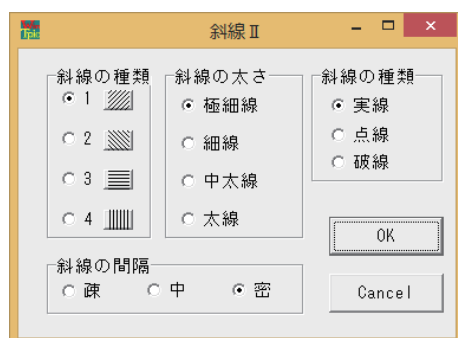 Tpic
斜線Ⅱ
斜線の種類
1
2
3
4
斜線の太さ
極細線
細線
中太線
太線
斜線の種類
実線
点線
破線
斜線の間隔
疎 中 密
OK
Cancel